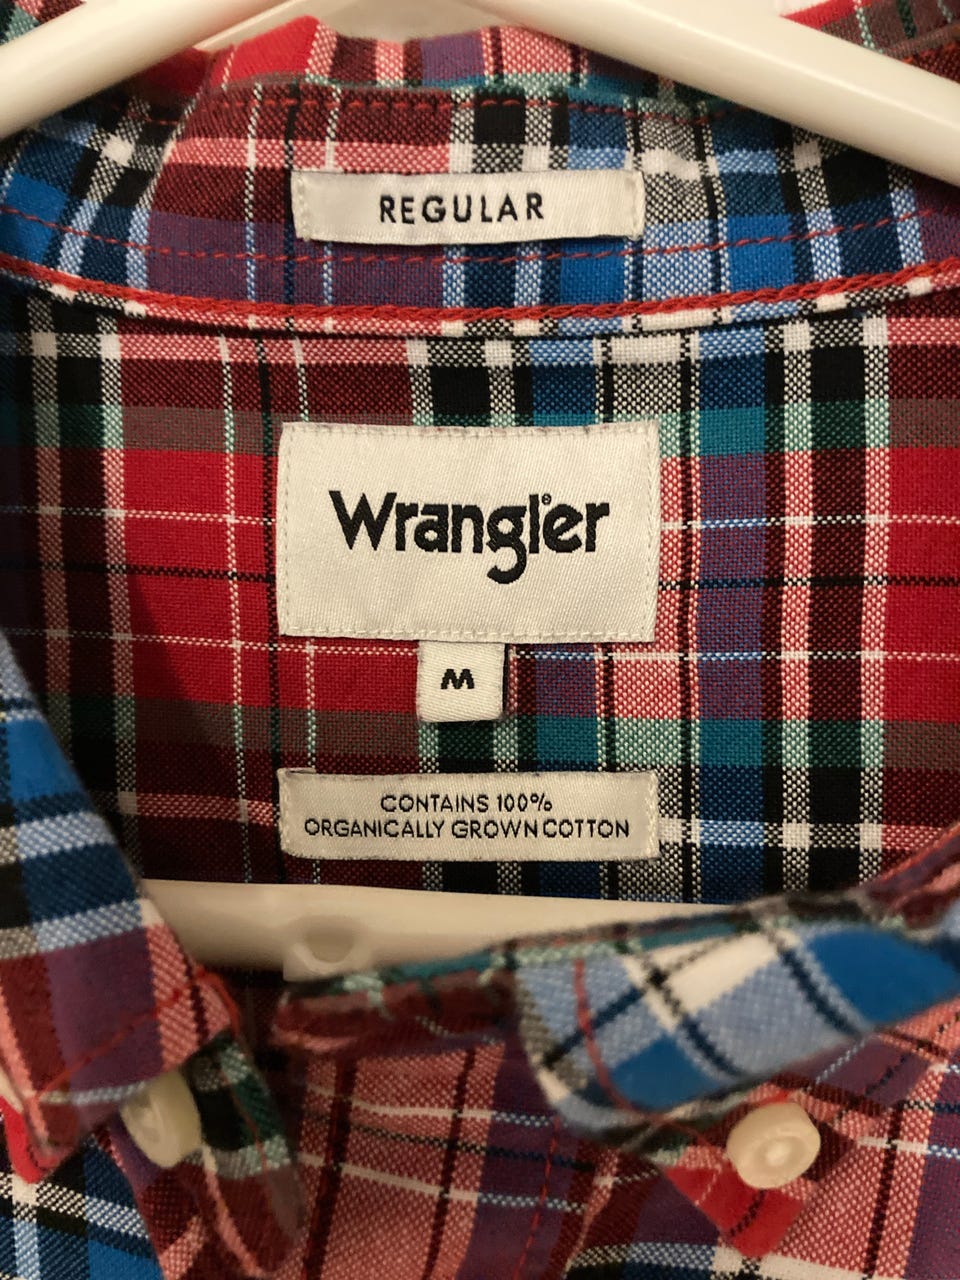 REGULAR
Wrangler
M
CONTAINS 100%
ORGANICALLY GROWN COTTON